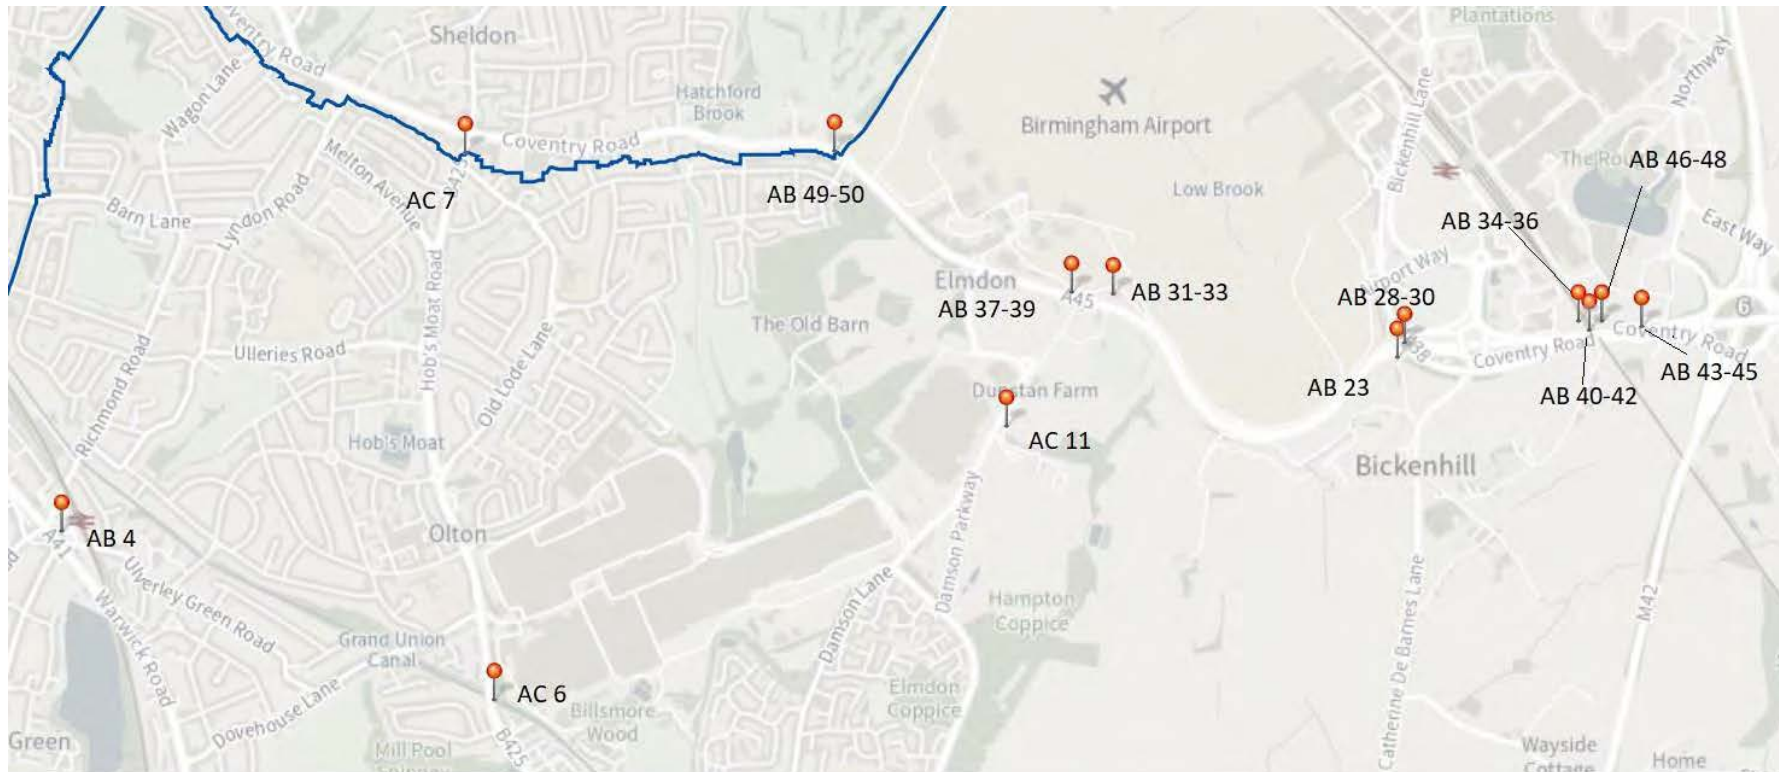 Plantations
Coventry Road
Sheldon
Northway
Wagon Lane
Hatchford
Brook
Bickenhill Lane
Birmingham Airport
Coventry Road
Melton Avenue
AB 46-48
Low Brook
AC 7
AB 49-50
Barn Lane
Lyndon Road
AB 34-36
East Way
Airport Way
Elmdon
AB 37-39
A45
AB 31-33
AB 28-30
6
Hob's Moat Road
The Old Barn
Coventry Road
Coventry Road
Ulleries Road
Old Lode Lane
AB 23
AB 40-42
AB 43-45
Richmond Road
Dunstan Farm
Hob's Moat
AC 11
Bickenhill
AB 4
A41
Olton
Damson Parkway
Ulverley Green Road
Warwick Road
Damson Lane
Hampton
Coppice
M42
Grand Union
Canal
Catherine De Barnes Lane
AC 6
Elmdon
Coppice
Billsmore
Wood
Dovehouse Lane
B425
Green
Mill Pool
Wayside
Cottage
Home